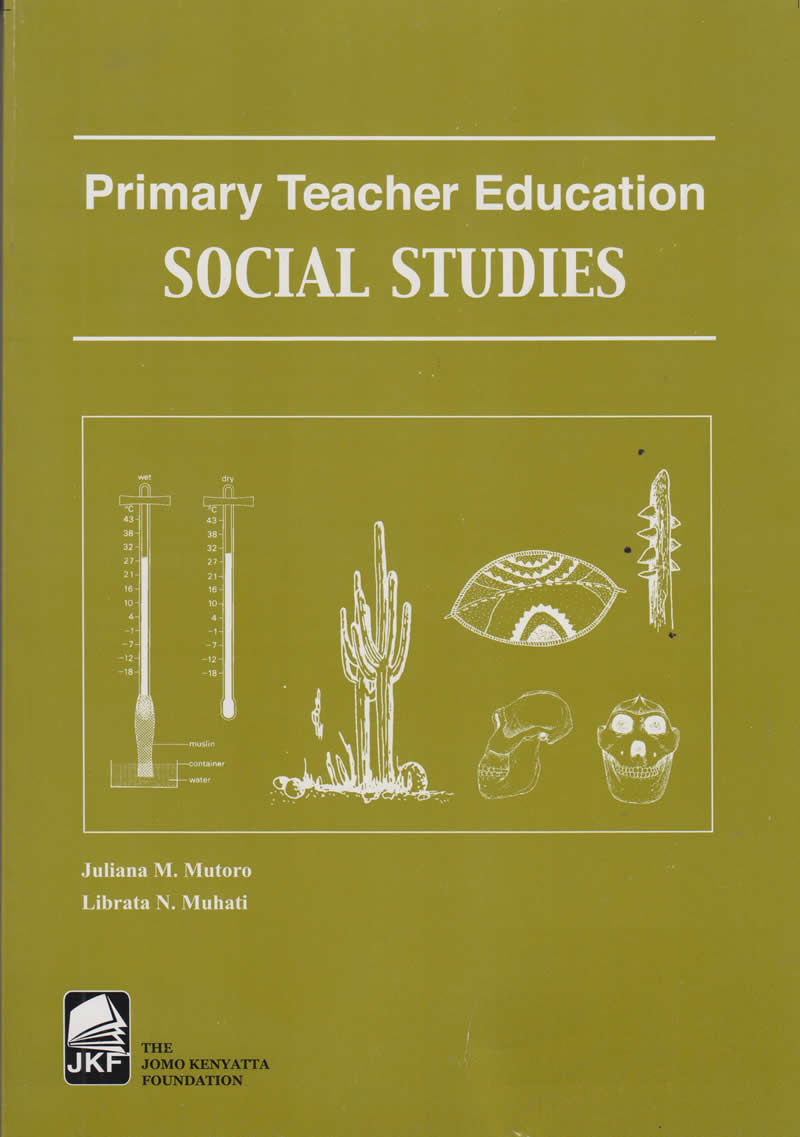 Primary Teacher Education
SOCIAL STUDIES
wet
°C
43
38
32
27
21
16
10
4
−1
−7
−12
−18
muslin
container
water
dry
°C
43
38
32
27
21
16
10
4
−1
−7
−12
−18
Juliana M. Mutoro
Librata N. Muhati
JKF
THE
JOMO KENYATTA
FOUNDATION